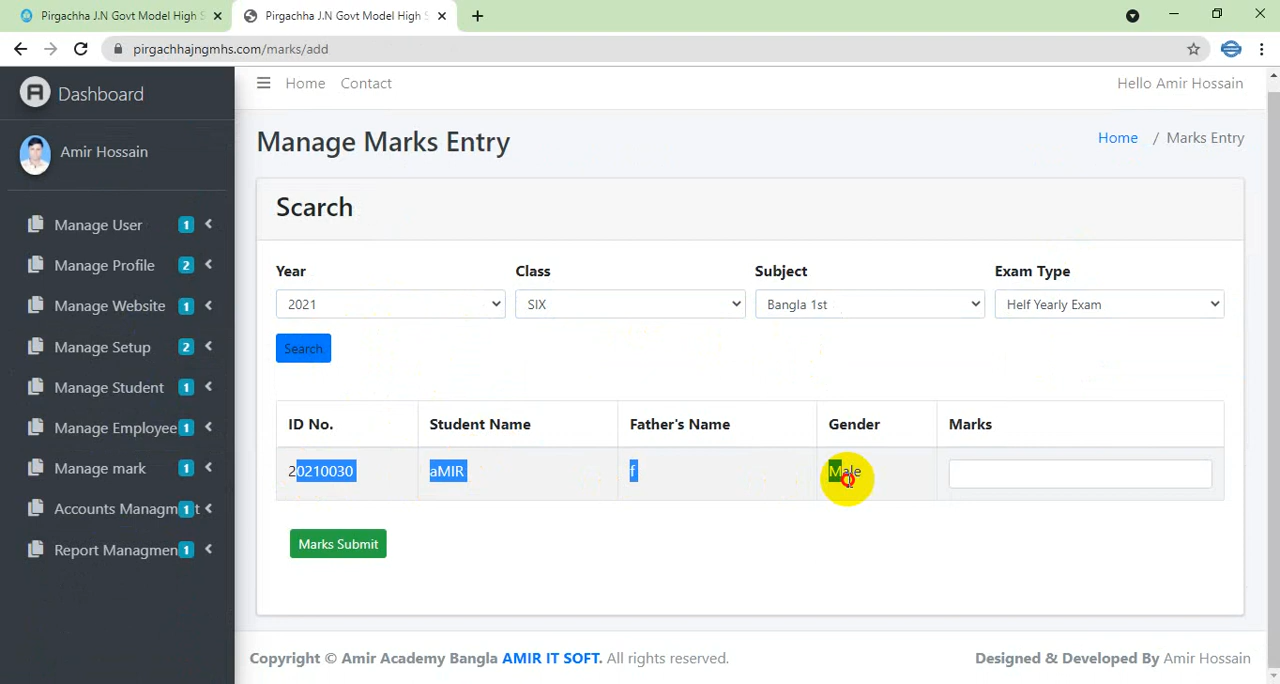 Pirgachha J.N Govt Model High S
Pirgachha J.N Govt Model High S
pirgachhajngmhs.com/marks/add
Dashboard
Home Contact
Hello Amir Hossain
Amir Hossain
Manage Marks Entry
Home / Marks Entry
Manage User 1
Manage Profile 2
Manage Website 1
Manage Setup 2
Manage Student 1
Manage Employee 1
Manage mark 1
Accounts Managm t 1
Report Managmen 1
Scarch
Year Class Subject Exam Type
2021 SIX Bangla 1st Helf Yearly Exam
Search
ID No. Student Name Father's Name Gender Marks
20210030 aMIR f Male
Marks Submit
Copyright © Amir Academy Bangla AMIR IT SOFT. All rights reserved.
Designed & Developed By Amir Hossain